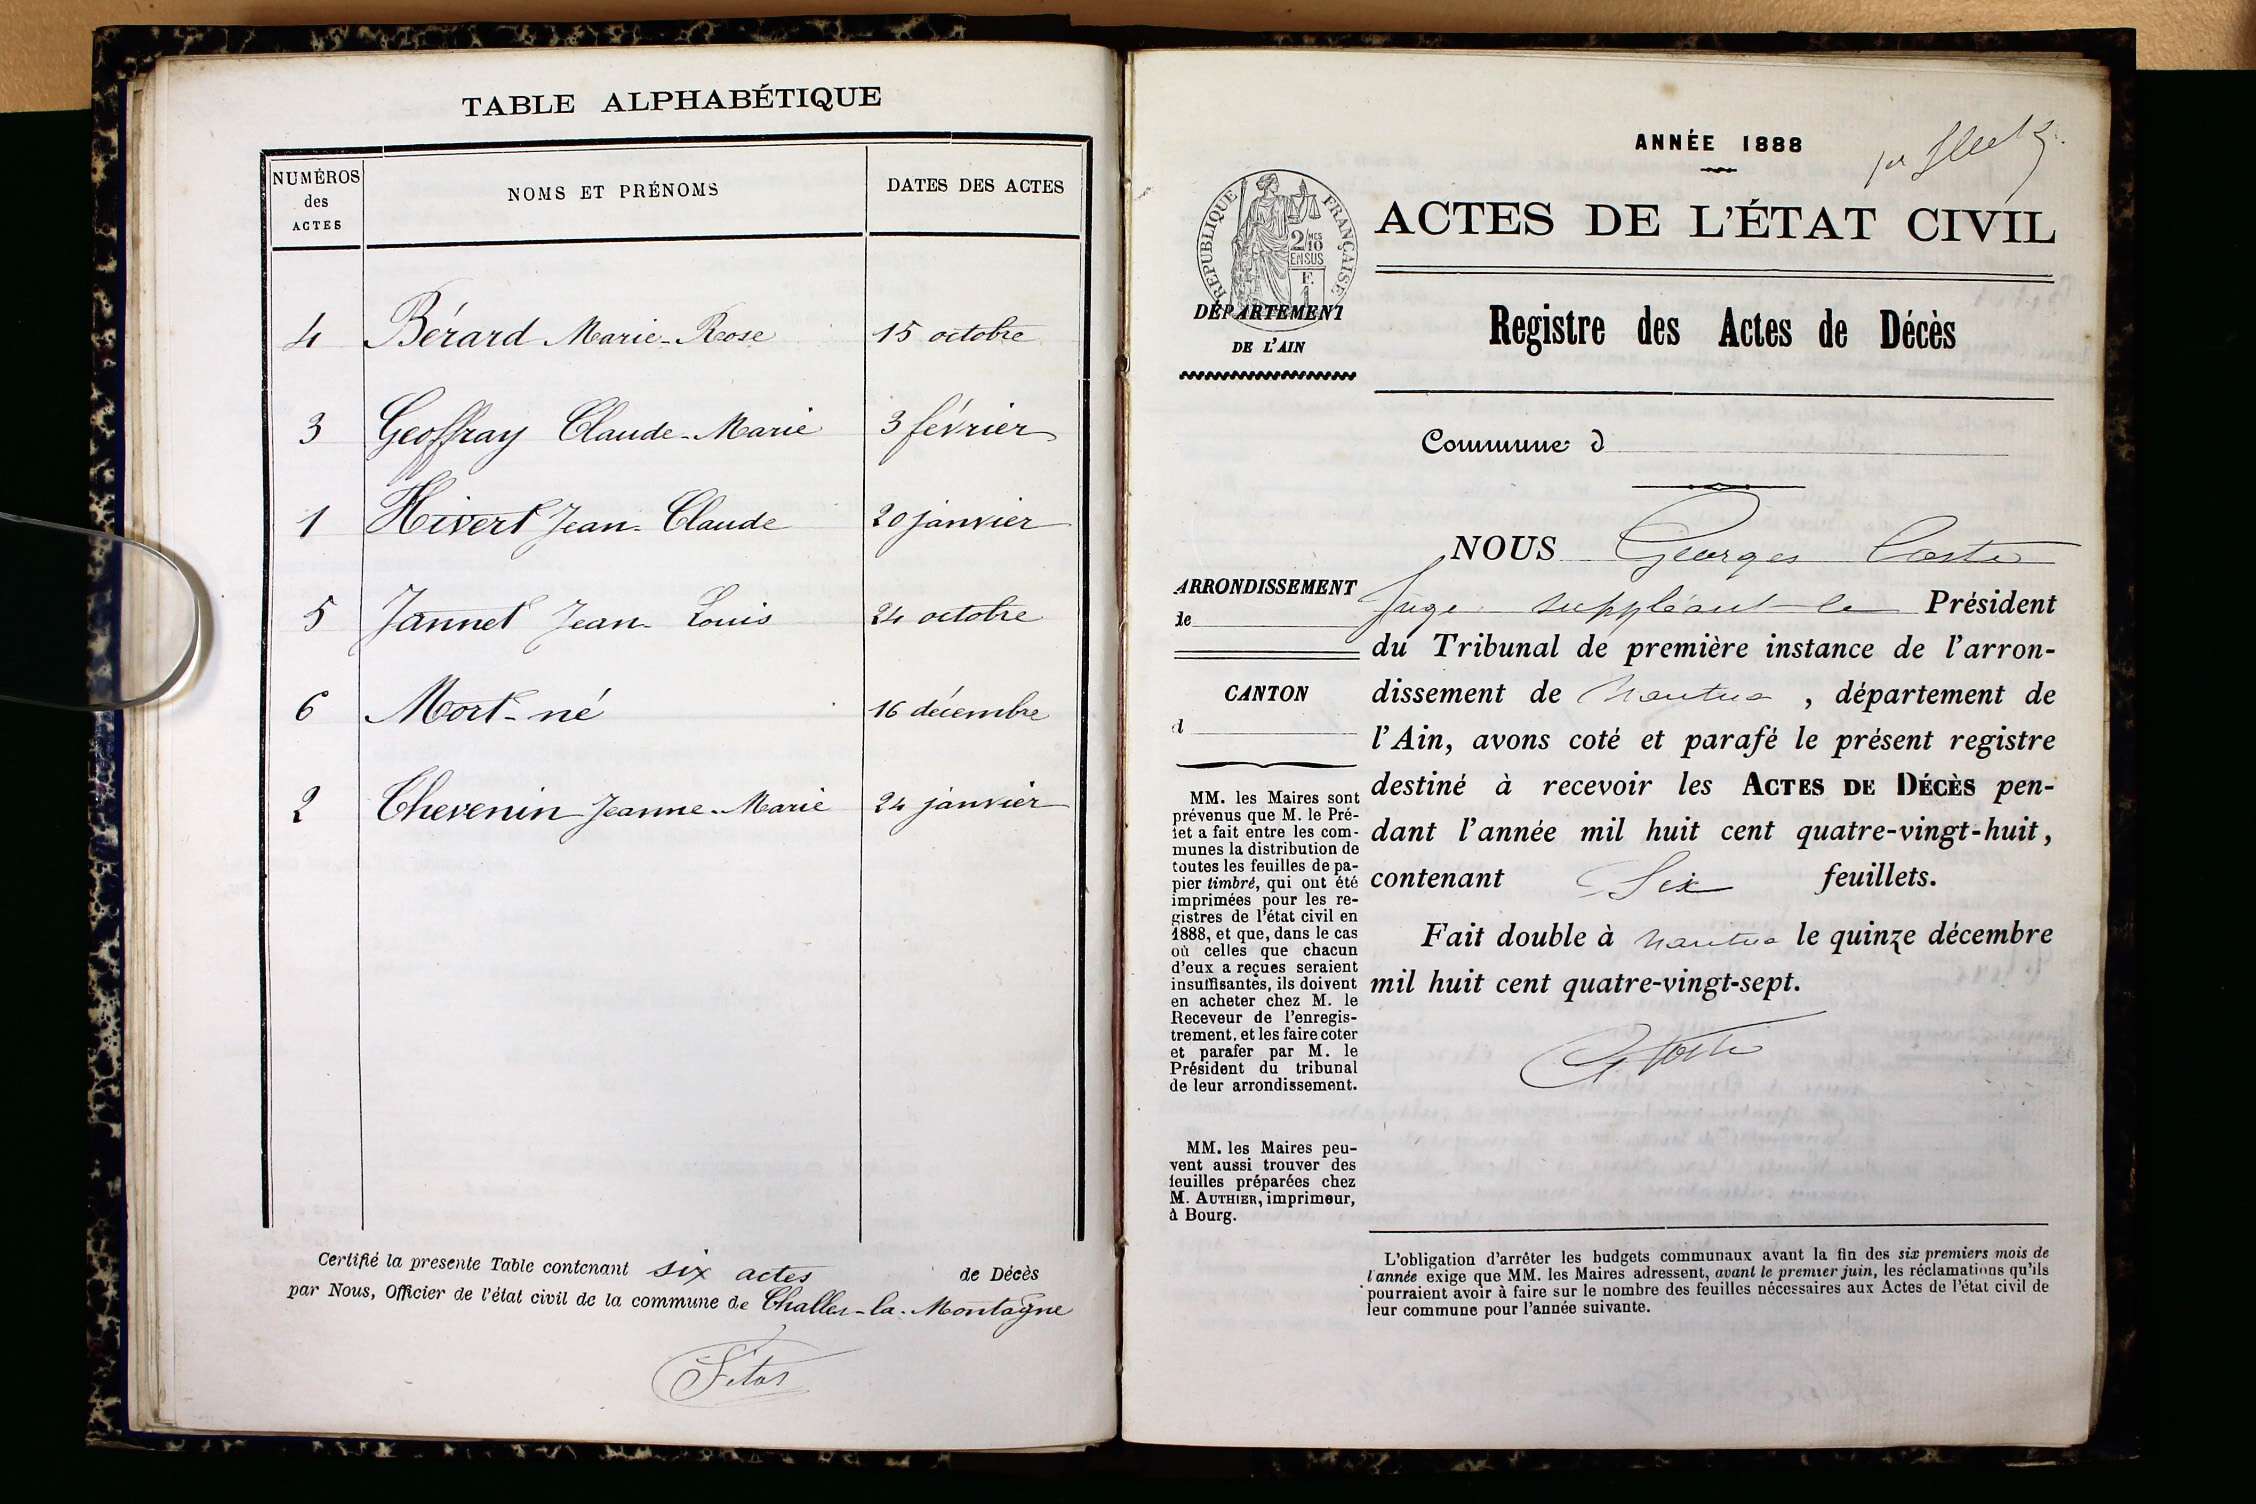 TABLE ALPHABÉTIQUE
NUMÉROS
des
ACTES
NOMS ET PRÉNOMS
DATES DES ACTES
4 Bérard Marie-Rose 15 octobre
3 Geoffray Claude-Marie 3 février
1 Hivert Jean-Claude 20 janvier
5 Jannet Jean Louis 24 octobre
6 Mort-né 16 décembre
2 Thevenin Jeanne-Marie 24 janvier
Certifié la présente Table contenant six actes de Décès
par Nous, Officier de l'état civil de la commune de Challes-la-Montagne
ANNÉE 1888
ACTES DE L'ÉTAT CIVIL
RÉPUBLIQUE FRANÇAISE
2/10
EN SUS
F.
1
DÉPARTEMENT
DE L'AIN
Registre des Actes de Décès
Commune d
ARRONDISSEMENT
de
CANTON
d
MM. les Maires sont
prévenus que M. le Pré-
fet a fait entre les com-
munes la distribution de
toutes les feuilles de pa-
pier timbré, qui ont été
imprimées pour les re-
gistres de l'état civil en
1888, et que, dans le cas
où celles que chacun
d'eux a reçues seraient
insuffisantes, ils doivent
en acheter chez M. le
Receveur de l'enregis-
trement, et les faire coter
et parafer par M. le
Président du tribunal
de leur arrondissement.
MM. les Maires peu-
vent aussi trouver des
feuilles préparées chez
M. AUTHIER, imprimeur,
à Bourg.
NOUS Georges Coste
Juge suppléant le Président
du Tribunal de première instance de l'arron-
dissement de Nantua, département de
l'Ain, avons coté et parafé le présent registre
destiné à recevoir les ACTES DE DÉCÈS pen-
dant l'année mil huit cent quatre-vingt-huit,
contenant Six feuillets.
Fait double à Nantua le quinze décembre
mil huit cent quatre-vingt-sept.
G Coste
L'obligation d'arrêter les budgets communaux avant la fin des six premiers mois de
l'année exige que MM. les Maires adressent, avant le premier juin, les réclamations qu'ils
pourraient avoir à faire sur le nombre des feuilles nécessaires aux Actes de l'état civil de
leur commune pour l'année suivante.